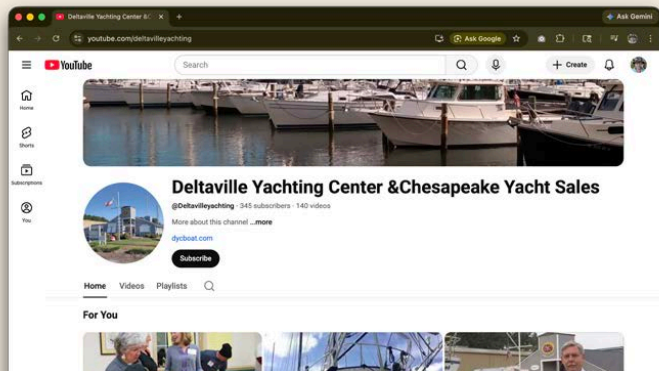 Deltaville Yachting Center &C
Ask Gemini
youtube.com/deltavilleyachting
Ask Google
YouTube
Search
Create
Home
Shorts
Subscriptions
You
Deltaville Yachting Center &Chesapeake Yacht Sales
@Deltavilleyachting · 345 subscribers · 140 videos
More about this channel ...more
dycboat.com
Subscribe
Home Videos Playlists
For You